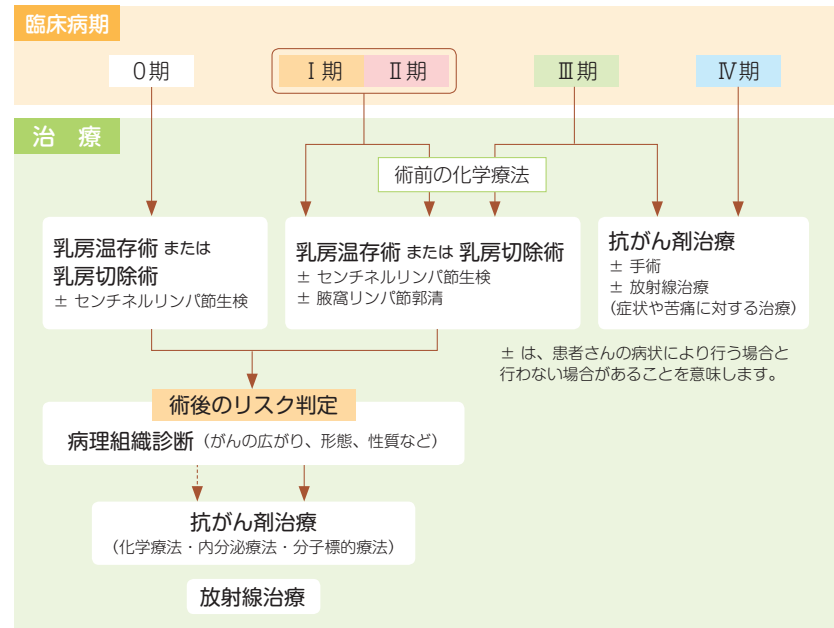 臨床病期
0期
Ⅰ期
Ⅱ期
Ⅲ期
Ⅳ期
治 療
術前の化学療法
乳房温存術 または
乳房切除術
± センチネルリンパ節生検
乳房温存術 または 乳房切除術
± センチネルリンパ節生検
± 腋窩リンパ節郭清
抗がん剤治療
± 手術
± 放射線治療
(症状や苦痛に対する治療)
± は、患者さんの病状により行う場合と
行わない場合があることを意味します。
術後のリスク判定
病理組織診断(がんの広がり、形態、性質など)
抗がん剤治療
(化学療法・内分泌療法・分子標的療法)
放射線治療